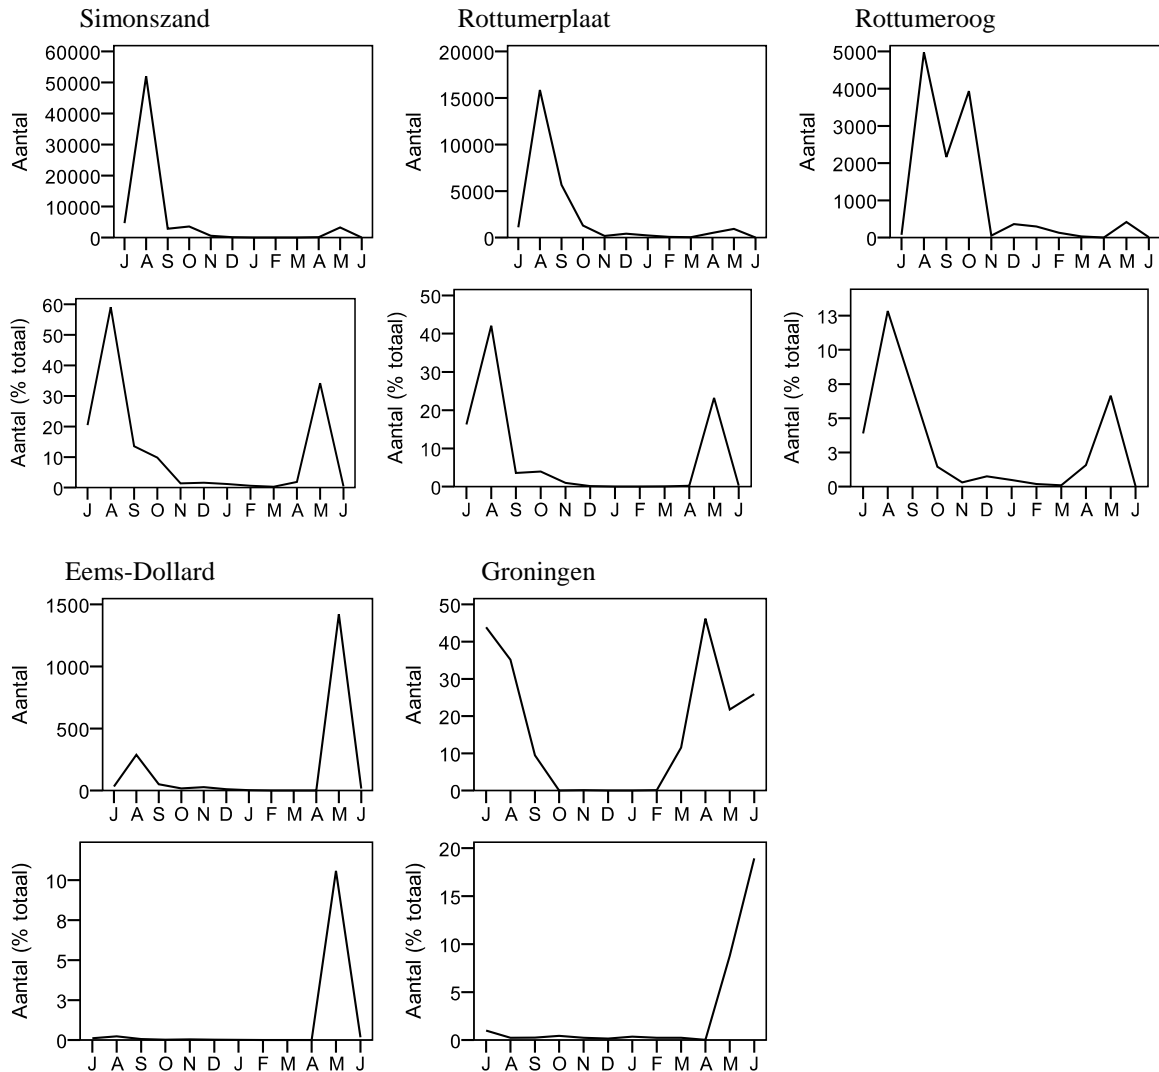 Simonszand
Aantal
60000
50000
40000
30000
20000
10000
0
J A S O N D J F M A M J
Aantal (% totaal)
60
50
40
30
20
10
0
J A S O N D J F M A M J
Rottumerplaat
Aantal
20000
15000
10000
5000
0
J A S O N D J F M A M J
Aantal (% totaal)
50
40
30
20
10
0
J A S O N D J F M A M J
Rottumeroog
Aantal
5000
4000
3000
2000
1000
0
J A S O N D J F M A M J
Aantal (% totaal)
13
10
8
5
3
0
J A S O N D J F M A M J
Eems-Dollard
Aantal
1500
1000
500
0
J A S O N D J F M A M J
Aantal (% totaal)
10
8
5
3
0
J A S O N D J F M A M J
Groningen
Aantal
50
40
30
20
10
0
J A S O N D J F M A M J
Aantal (% totaal)
20
15
10
5
0
J A S O N D J F M A M J